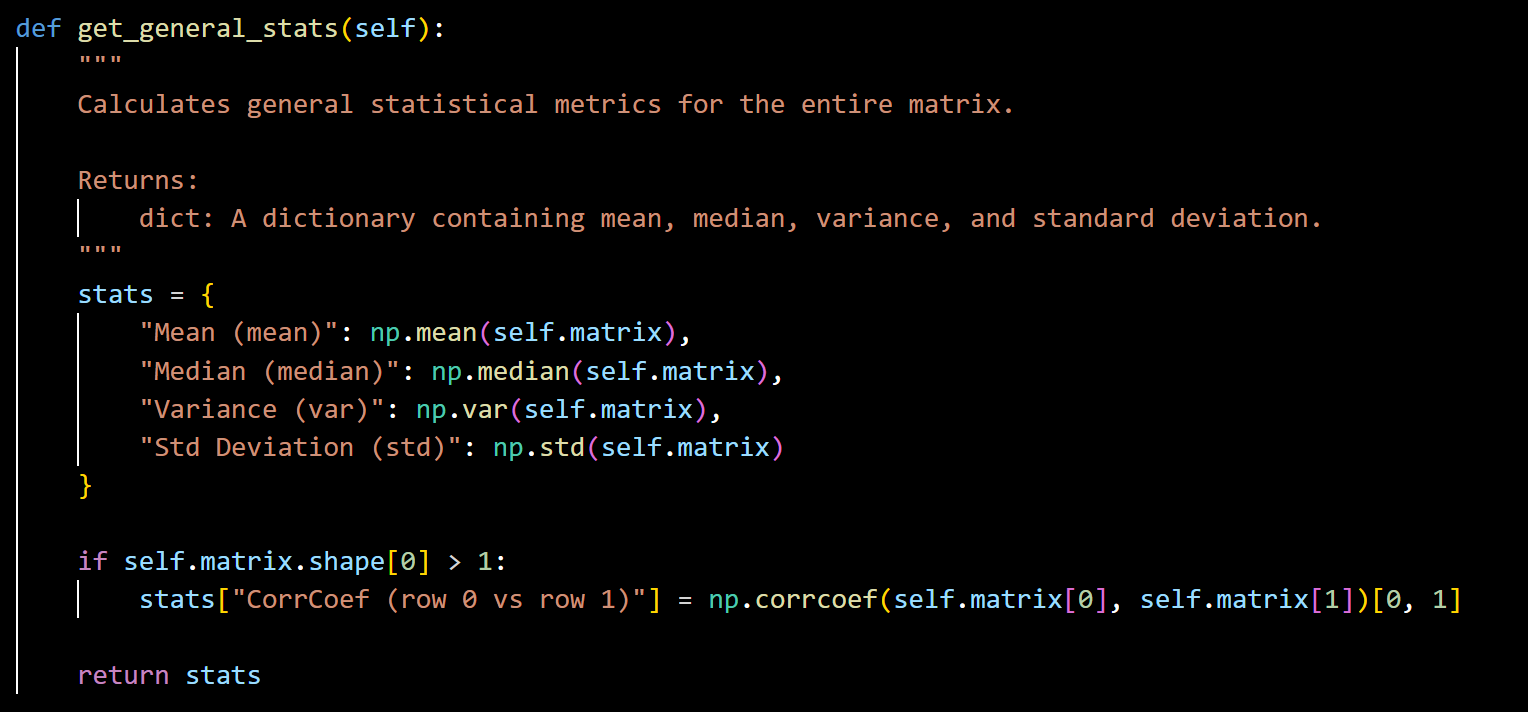 def get_general_stats(self):
    """
    Calculates general statistical metrics for the entire matrix.

    Returns:
        dict: A dictionary containing mean, median, variance, and standard deviation.
    """
    stats = {
        "Mean (mean)": np.mean(self.matrix),
        "Median (median)": np.median(self.matrix),
        "Variance (var)": np.var(self.matrix),
        "Std Deviation (std)": np.std(self.matrix)
    }

    if self.matrix.shape[0] > 1:
        stats["CorrCoef (row 0 vs row 1)"] = np.corrcoef(self.matrix[0], self.matrix[1])[0, 1]

    return stats